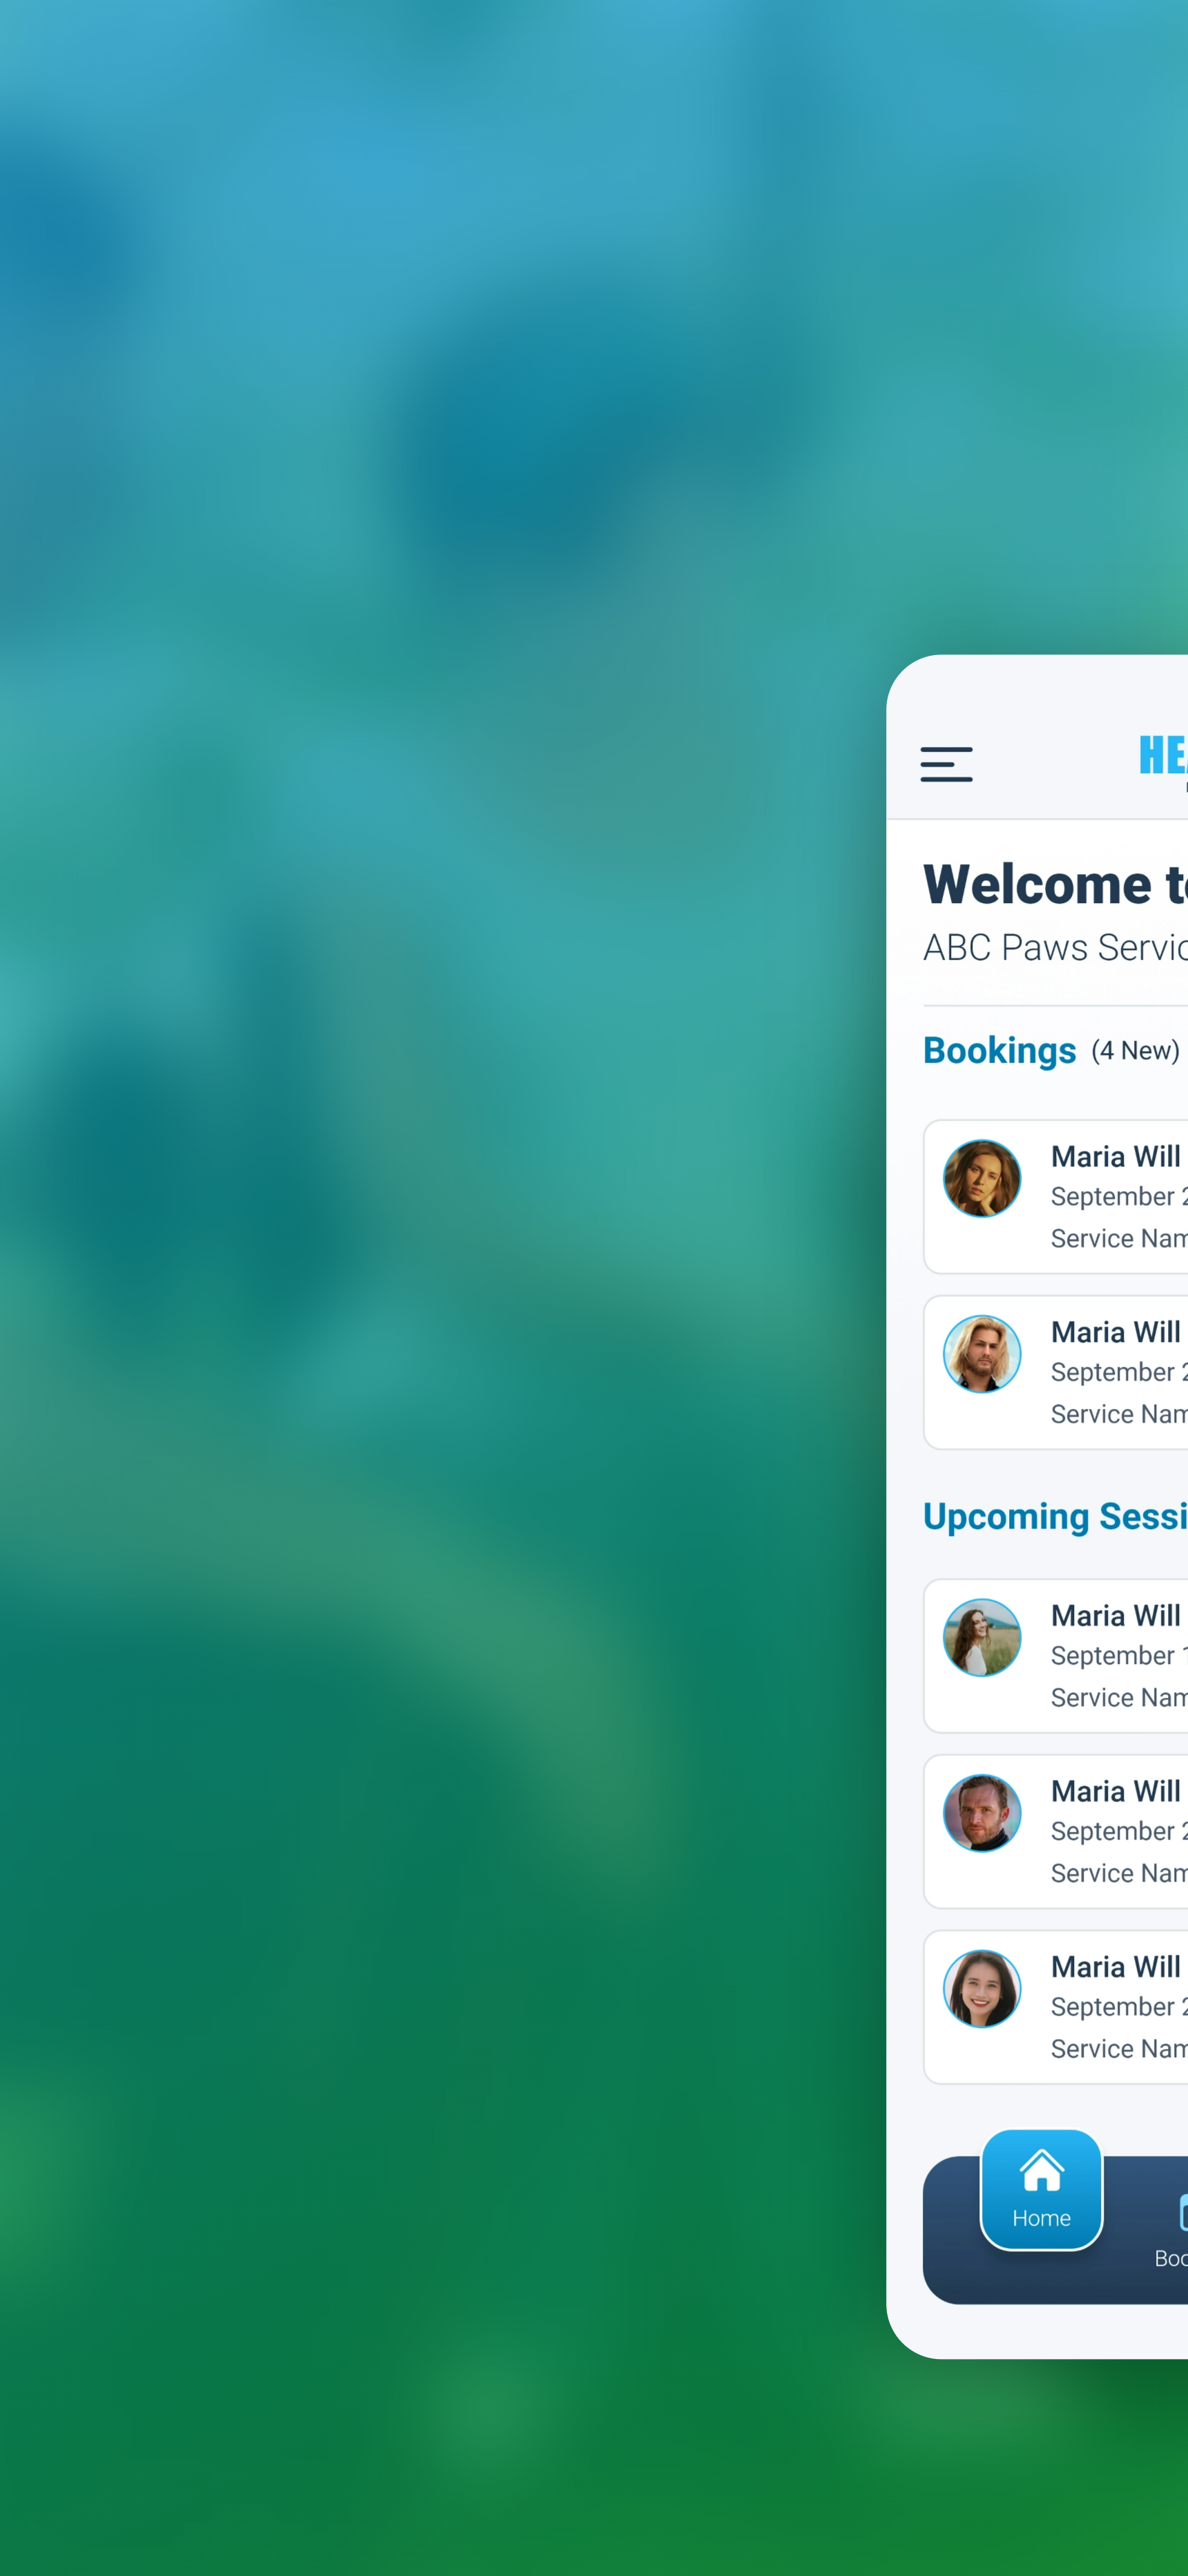 HE
Welcome t
ABC Paws Servic
Bookings (4 New)
Maria Will
September 2
Service Nam
Maria Will
September 2
Service Nam
Upcoming Sessi
Maria Will
September 1
Service Nam
Maria Will
September 2
Service Nam
Maria Will
September 2
Service Nam
Home
Boo